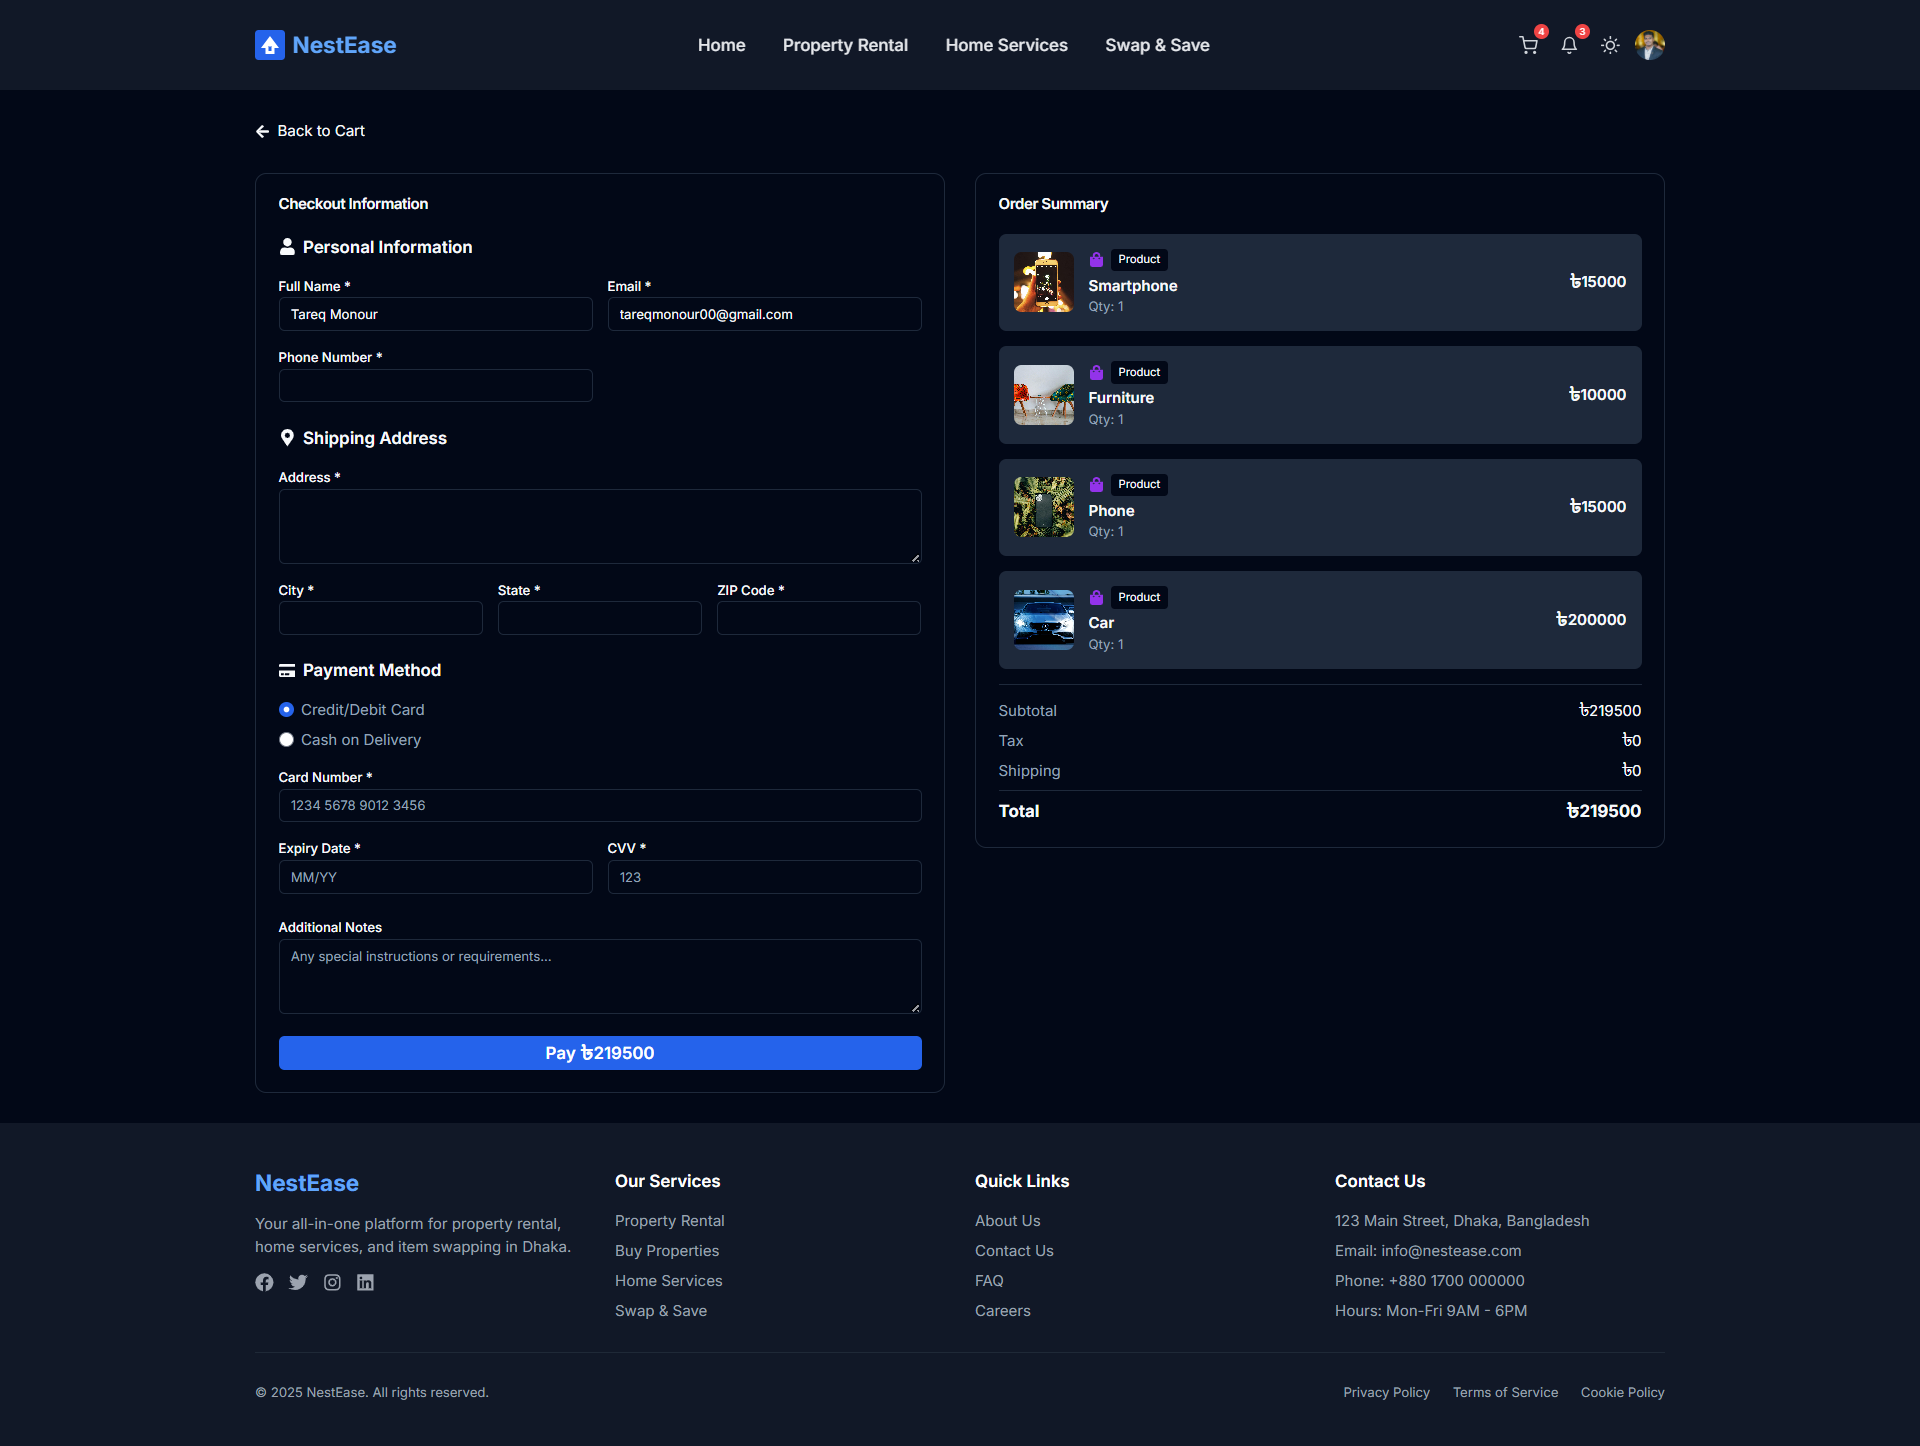 NestEase
Home
Property Rental
Home Services
Swap & Save
4
3
Back to Cart
Checkout Information
Personal Information
Full Name *
Email *
Tareq Monour
tareqmonour00@gmail.com
Phone Number *
Shipping Address
Address *
City *
State *
ZIP Code *
Payment Method
Credit/Debit Card
Cash on Delivery
Card Number *
1234 5678 9012 3456
Expiry Date *
CVV *
MM/YY
123
Additional Notes
Any special instructions or requirements...
Pay ৳219500
Order Summary
Product
Smartphone
Qty: 1
৳15000
Product
Furniture
Qty: 1
৳10000
Product
Phone
Qty: 1
৳15000
Product
Car
Qty: 1
৳200000
Subtotal
৳219500
Tax
৳0
Shipping
৳0
Total
৳219500
NestEase
Your all-in-one platform for property rental,
home services, and item swapping in Dhaka.
Our Services
Property Rental
Buy Properties
Home Services
Swap & Save
Quick Links
About Us
Contact Us
FAQ
Careers
Contact Us
123 Main Street, Dhaka, Bangladesh
Email: info@nestease.com
Phone: +880 1700 000000
Hours: Mon-Fri 9AM - 6PM
© 2025 NestEase. All rights reserved.
Privacy Policy
Terms of Service
Cookie Policy